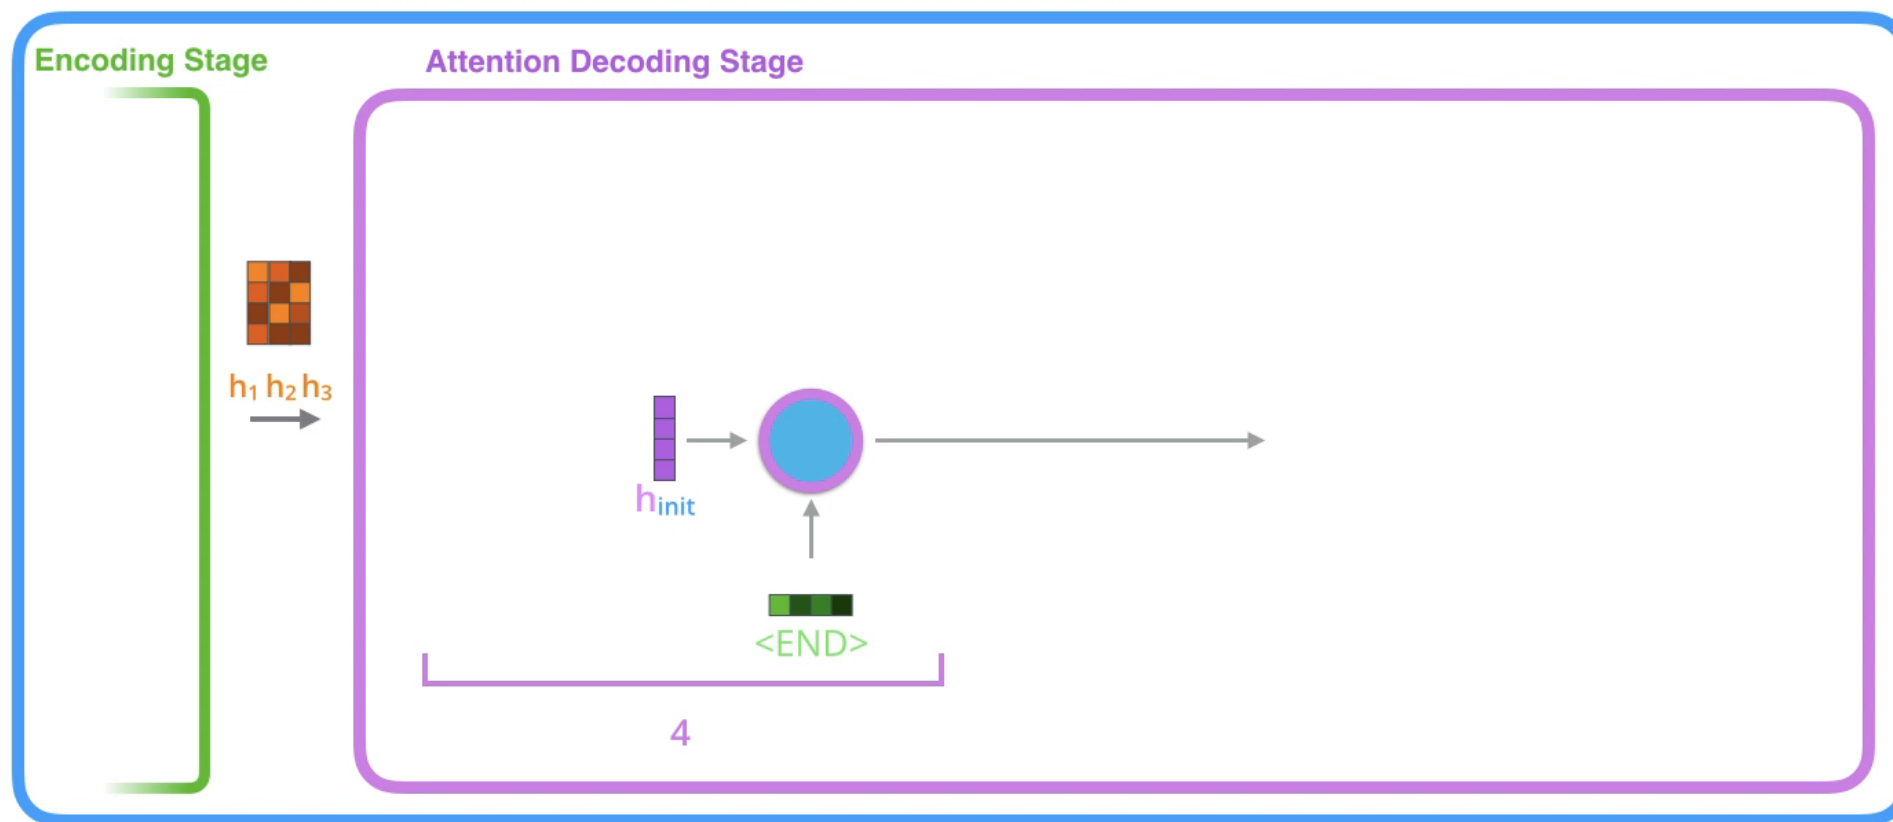 Encoding Stage
Attention Decoding Stage
h1 h2 h3
hinit
<END>
4